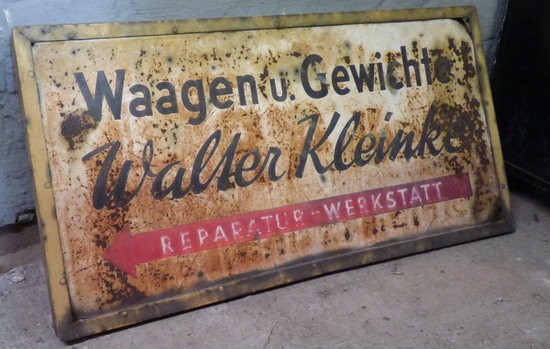 Waagen u. Gewichte
Walter Kleinke
REPARATUR-WERKSTATT